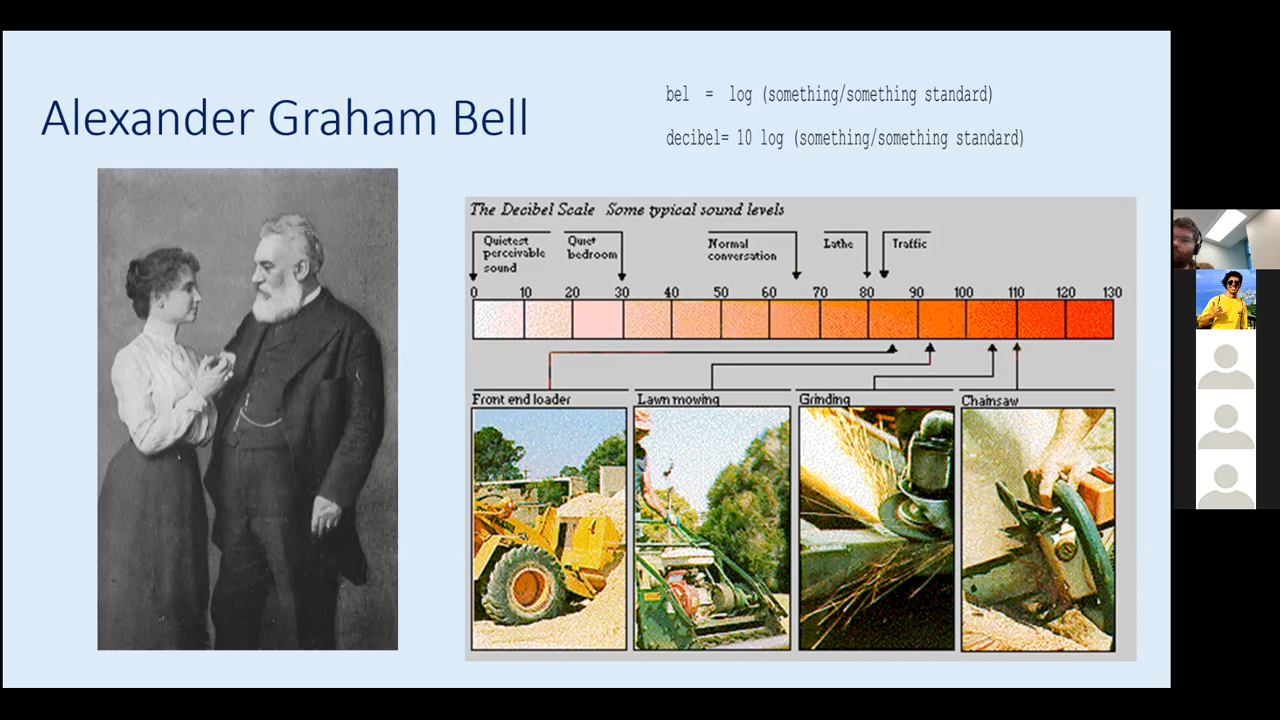 Alexander Graham Bell
bel = log (something/something standard)
decibel= 10 log (something/something standard)
The Decibel Scale Some typical sound levels
Quietest
perceivable
sound
Quiet
bedroom
Normal
conversation
Lathe
Traffic
0 10 20 30 40 50 60 70 80 90 100 110 120 130
Front end loader
Lawn mowing
Grinding
Chainsaw